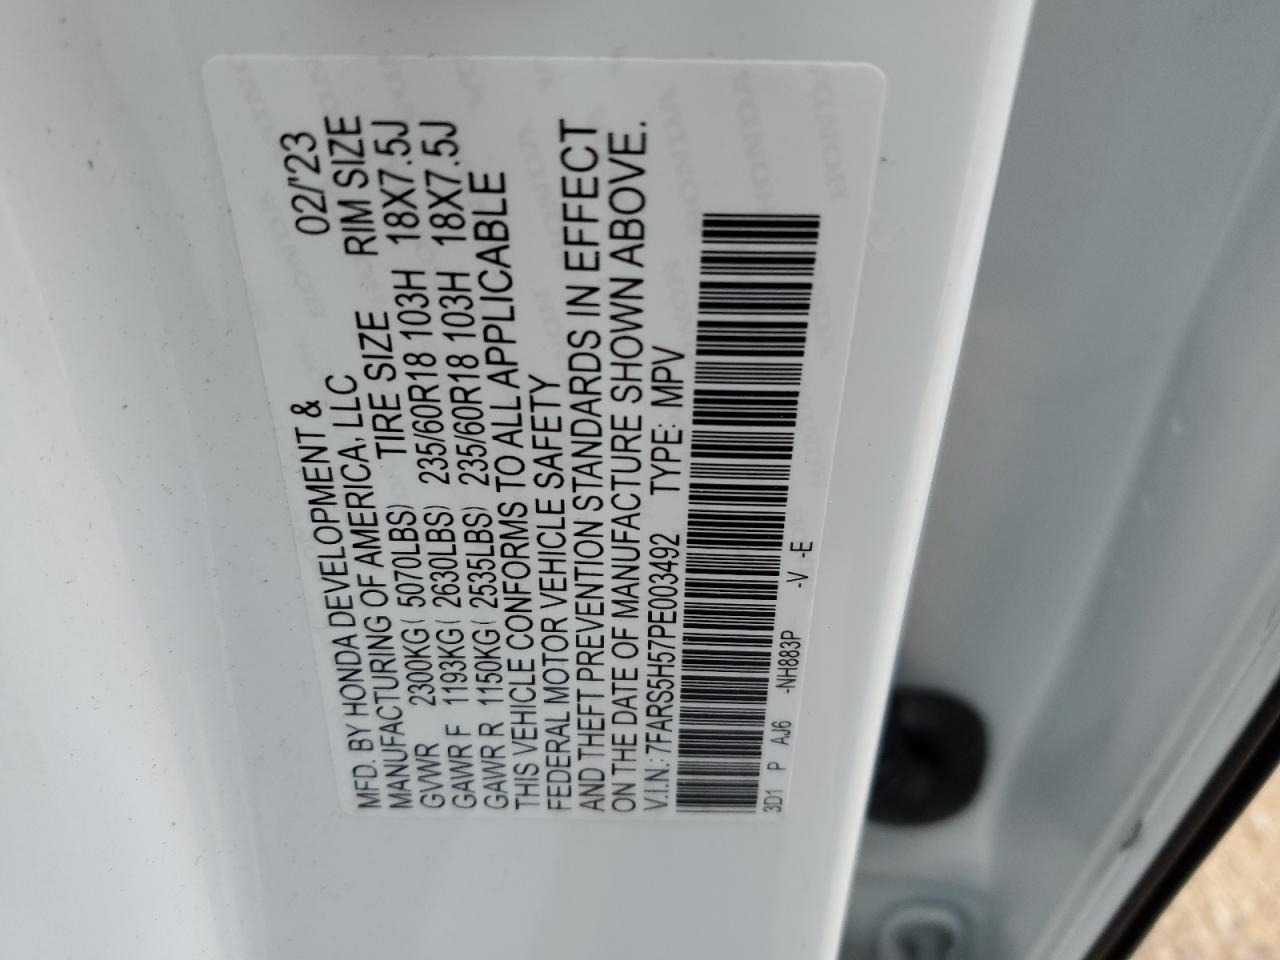 MFD. BY HONDA DEVELOPMENT & 02/'23
MANUFACTURING OF AMERICA, LLC TIRE SIZE RIM SIZE
GVWR 2300KG( 5070LBS) 235/60R18 103H 18X7.5J
GAWR F 1193KG( 2630LBS) 235/60R18 103H 18X7.5J
GAWR R 1150KG( 2535LBS)
THIS VEHICLE CONFORMS TO ALL APPLICABLE
FEDERAL MOTOR VEHICLE SAFETY
AND THEFT PREVENTION STANDARDS IN EFFECT
ON THE DATE OF MANUFACTURE SHOWN ABOVE.
V.I.N.: 7FARS5H57PE003492 TYPE: MPV
3D1 P AJ6 -NH883P -V -E